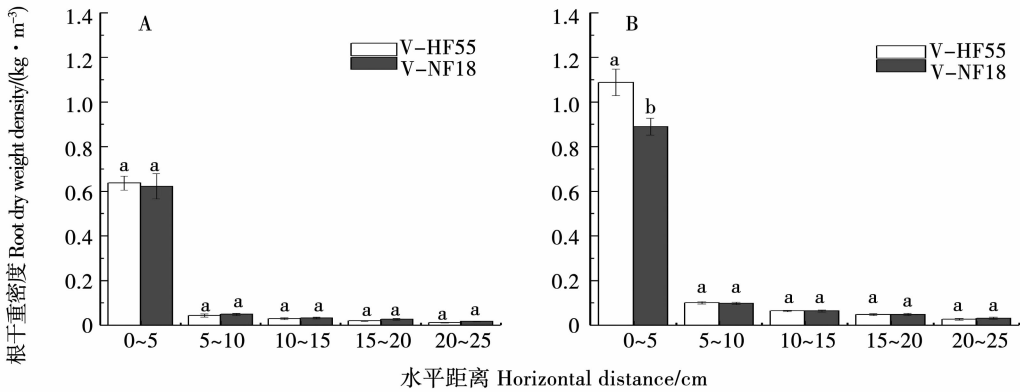 根干重密度 Root dry weight density/(kg·m⁻³)
A
V-HF55
V-NF18
1.4
1.2
1.0
0.8
0.6
0.4
0.2
0
a a
a a
a a
a a
a a
0~5 5~10 10~15 15~20 20~25
B
V-HF55
V-NF18
1.4
1.2
1.0
0.8
0.6
0.4
0.2
0
a b
a a
a a
a a
a a
0~5 5~10 10~15 15~20 20~25
水平距离 Horizontal distance/cm